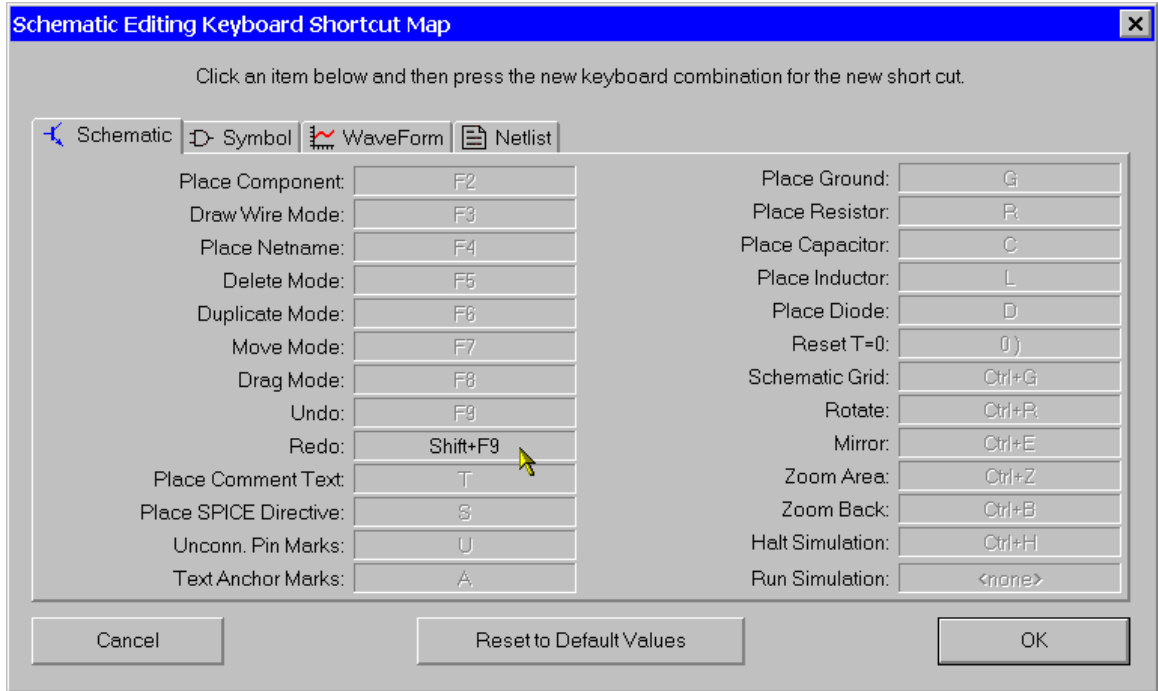 Schematic Editing Keyboard Shortcut Map
Click an item below and then press the new keyboard combination for the new short cut.
Schematic Symbol WaveForm Netlist
Place Component: F2
Draw Wire Mode: F3
Place Netname: F4
Delete Mode: F5
Duplicate Mode: F6
Move Mode: F7
Drag Mode: F8
Undo: F9
Redo: Shift+F9
Place Comment Text: T
Place SPICE Directive: S
Unconn. Pin Marks: U
Text Anchor Marks: A
Place Ground: G
Place Resistor: R
Place Capacitor: C
Place Inductor: L
Place Diode: D
Reset T=0: 0 )
Schematic Grid: Ctrl+G
Rotate: Ctrl+R
Mirror: Ctrl+E
Zoom Area: Ctrl+Z
Zoom Back: Ctrl+B
Halt Simulation: Ctrl+H
Run Simulation: <none>
Cancel Reset to Default Values OK